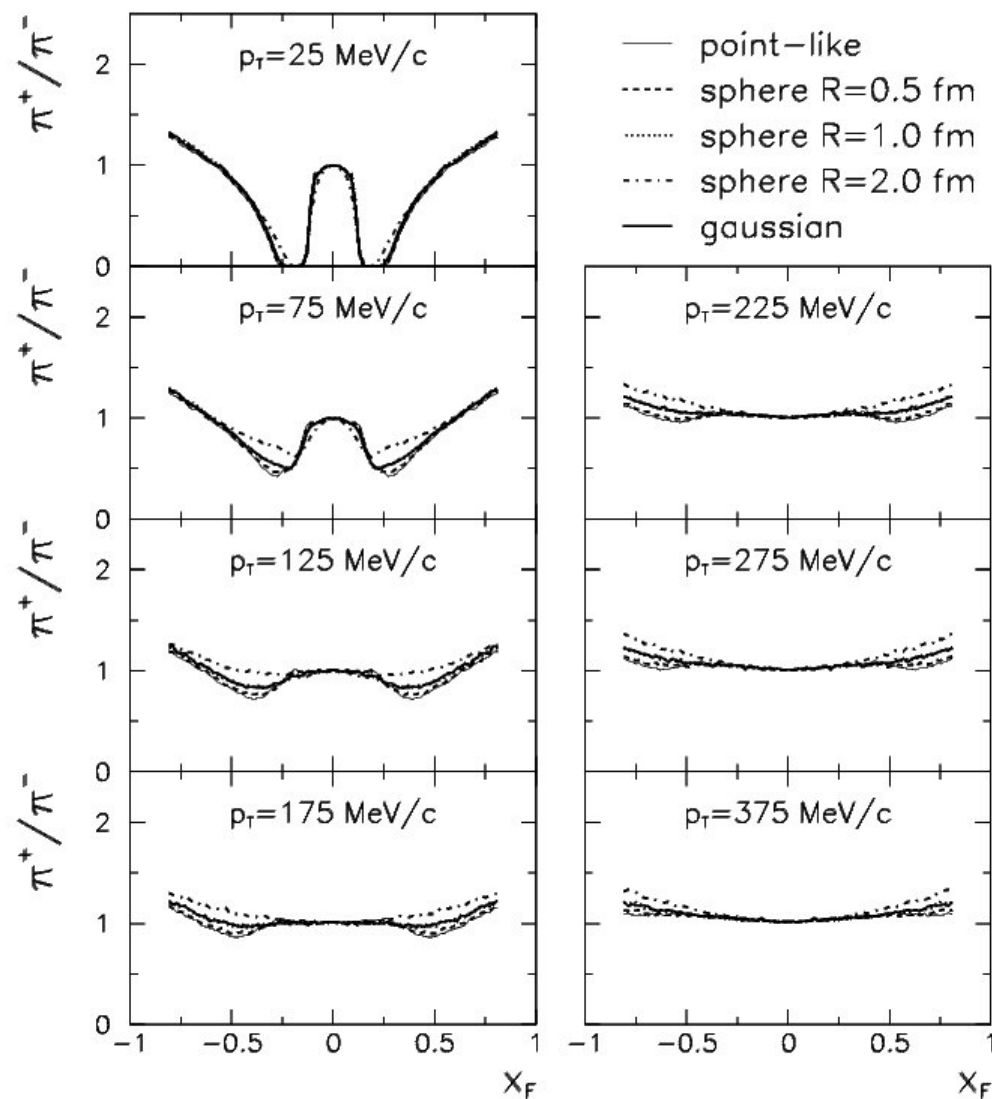 π⁺/π⁻
2
1
0
p_T=25 MeV/c
point-like
sphere R=0.5 fm
sphere R=1.0 fm
sphere R=2.0 fm
gaussian
π⁺/π⁻
2
1
0
p_T=75 MeV/c
p_T=225 MeV/c
π⁺/π⁻
2
1
0
p_T=125 MeV/c
p_T=275 MeV/c
π⁺/π⁻
2
1
0
p_T=175 MeV/c
p_T=375 MeV/c
-1 -0.5 0 0.5 -1 -0.5 0 0.5 1
X_F X_F